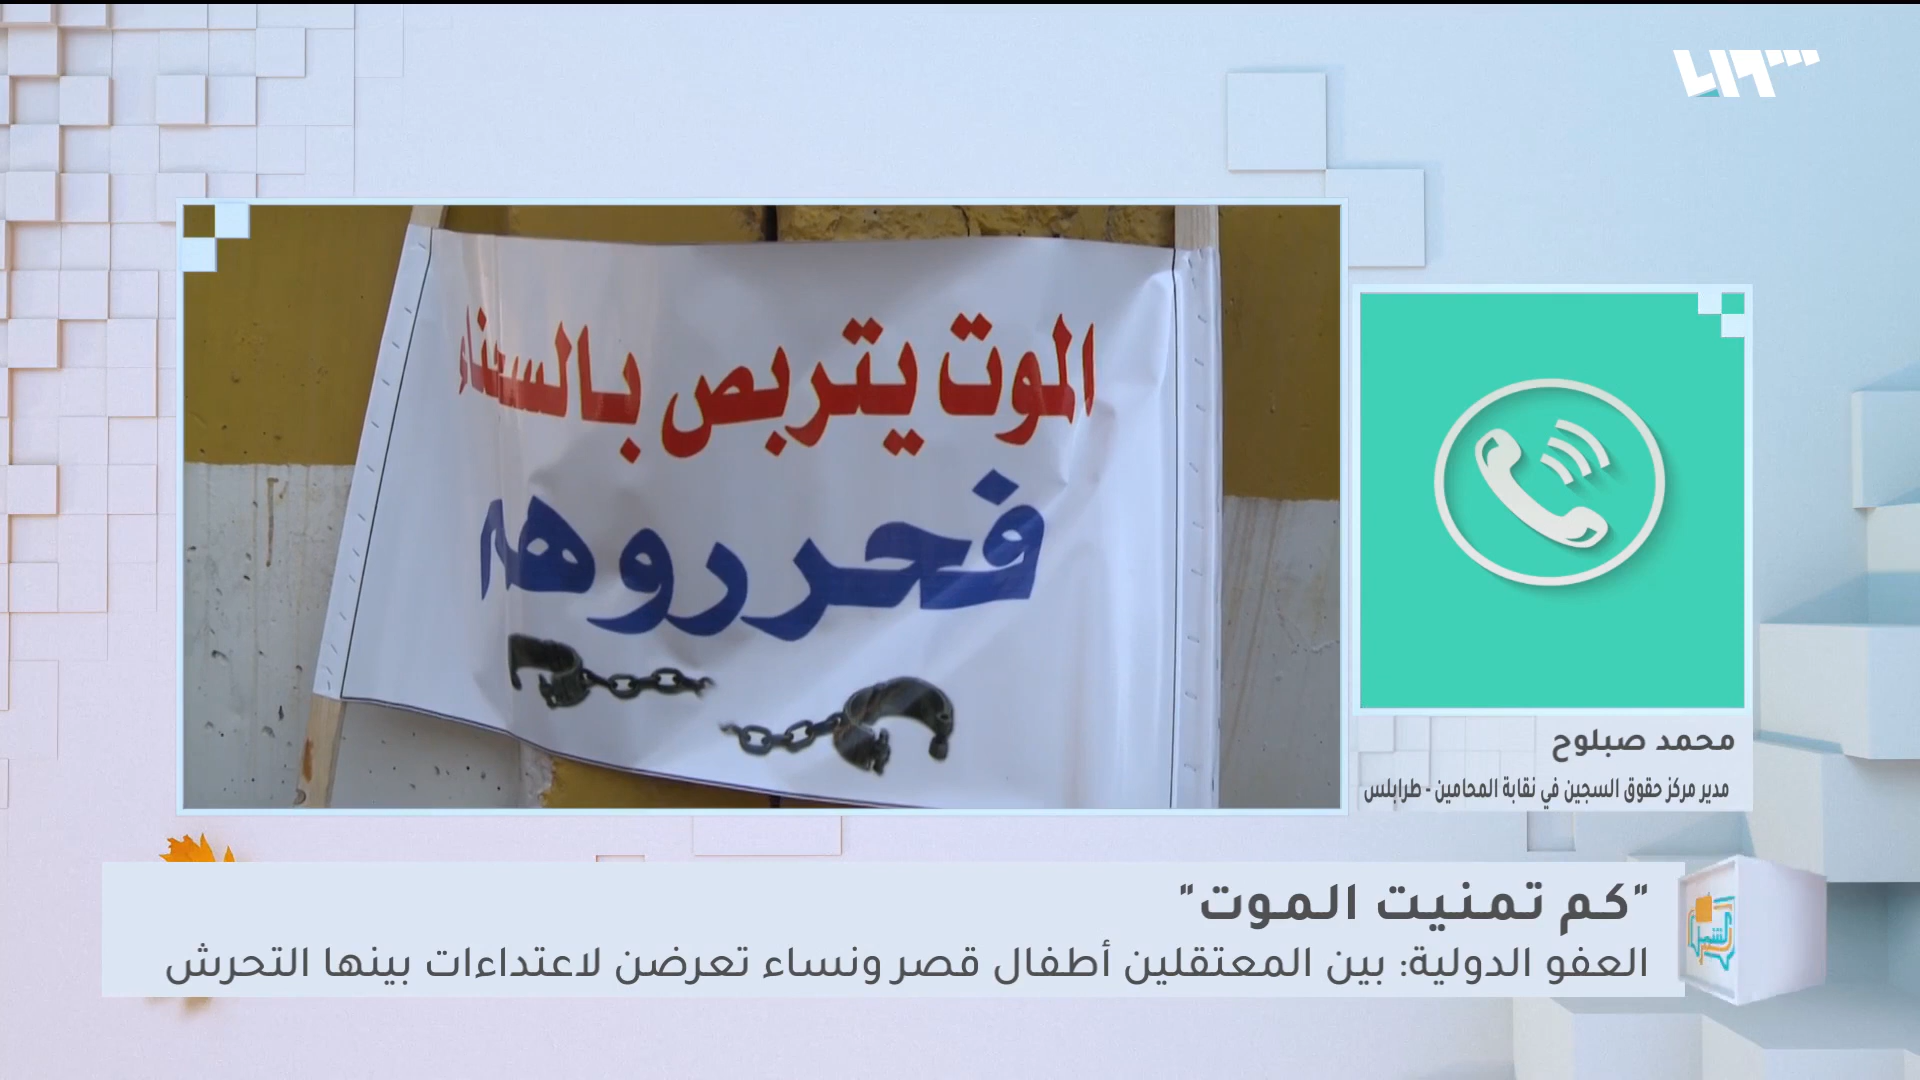 الموت يتربص بالسجناء
فحرروهم
محمد صبلوح
مدير مركز حقوق السجين في نقابة المحامين - طرابلس
"كم تمنيت الموت"
العفو الدولية: بين المعتقلين أطفال قصر ونساء تعرضن لاعتداءات بينها التحرش